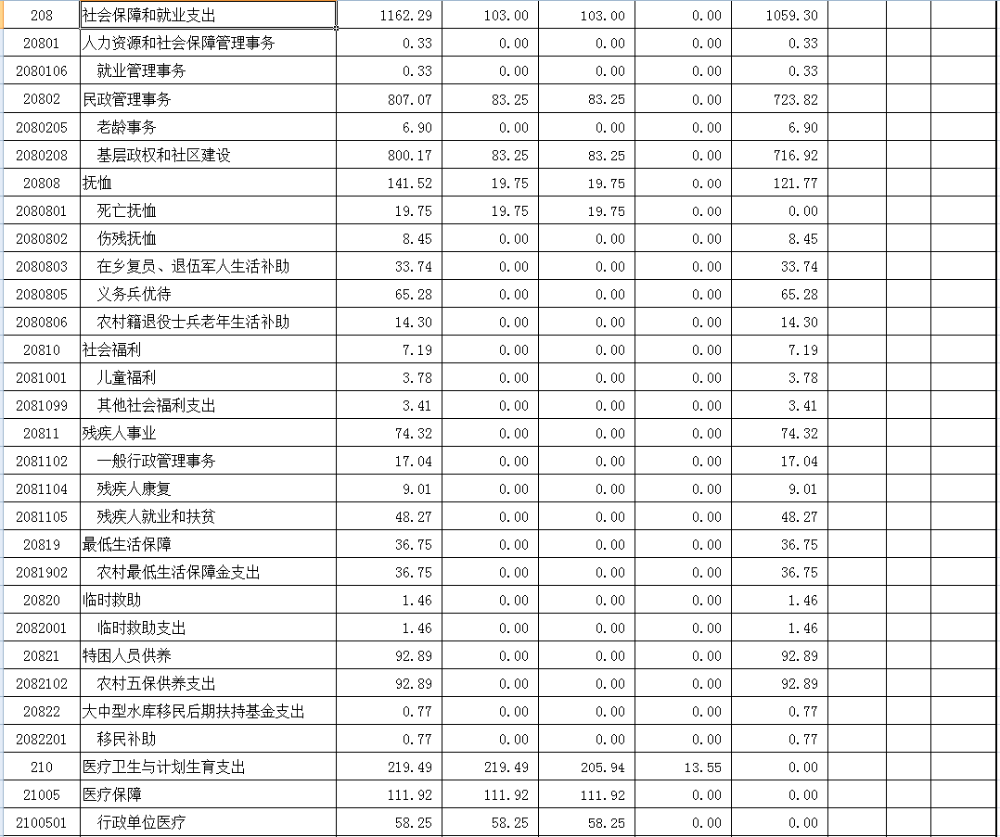 208 社会保障和就业支出 1162.29 103.00 103.00 0.00 1059.30
20801 人力资源和社会保障管理事务 0.33 0.00 0.00 0.00 0.33
2080106 就业管理事务 0.33 0.00 0.00 0.00 0.33
20802 民政管理事务 807.07 83.25 83.25 0.00 723.82
2080205 老龄事务 6.90 0.00 0.00 0.00 6.90
2080208 基层政权和社区建设 800.17 83.25 83.25 0.00 716.92
20808 抚恤 141.52 19.75 19.75 0.00 121.77
2080801 死亡抚恤 19.75 19.75 19.75 0.00 0.00
2080802 伤残抚恤 8.45 0.00 0.00 0.00 8.45
2080803 在乡复员、退伍军人生活补助 33.74 0.00 0.00 0.00 33.74
2080805 义务兵优待 65.28 0.00 0.00 0.00 65.28
2080806 农村籍退役士兵老年生活补助 14.30 0.00 0.00 0.00 14.30
20810 社会福利 7.19 0.00 0.00 0.00 7.19
2081001 儿童福利 3.78 0.00 0.00 0.00 3.78
2081099 其他社会福利支出 3.41 0.00 0.00 0.00 3.41
20811 残疾人事业 74.32 0.00 0.00 0.00 74.32
2081102 一般行政管理事务 17.04 0.00 0.00 0.00 17.04
2081104 残疾人康复 9.01 0.00 0.00 0.00 9.01
2081105 残疾人就业和扶贫 48.27 0.00 0.00 0.00 48.27
20819 最低生活保障 36.75 0.00 0.00 0.00 36.75
2081902 农村最低生活保障金支出 36.75 0.00 0.00 0.00 36.75
20820 临时救助 1.46 0.00 0.00 0.00 1.46
2082001 临时救助支出 1.46 0.00 0.00 0.00 1.46
20821 特困人员供养 92.89 0.00 0.00 0.00 92.89
2082102 农村五保供养支出 92.89 0.00 0.00 0.00 92.89
20822 大中型水库移民后期扶持基金支出 0.77 0.00 0.00 0.00 0.77
2082201 移民补助 0.77 0.00 0.00 0.00 0.77
210 医疗卫生与计划生育支出 219.49 219.49 205.94 13.55 0.00
21005 医疗保障 111.92 111.92 111.92 0.00 0.00
2100501 行政单位医疗 58.25 58.25 58.25 0.00 0.00